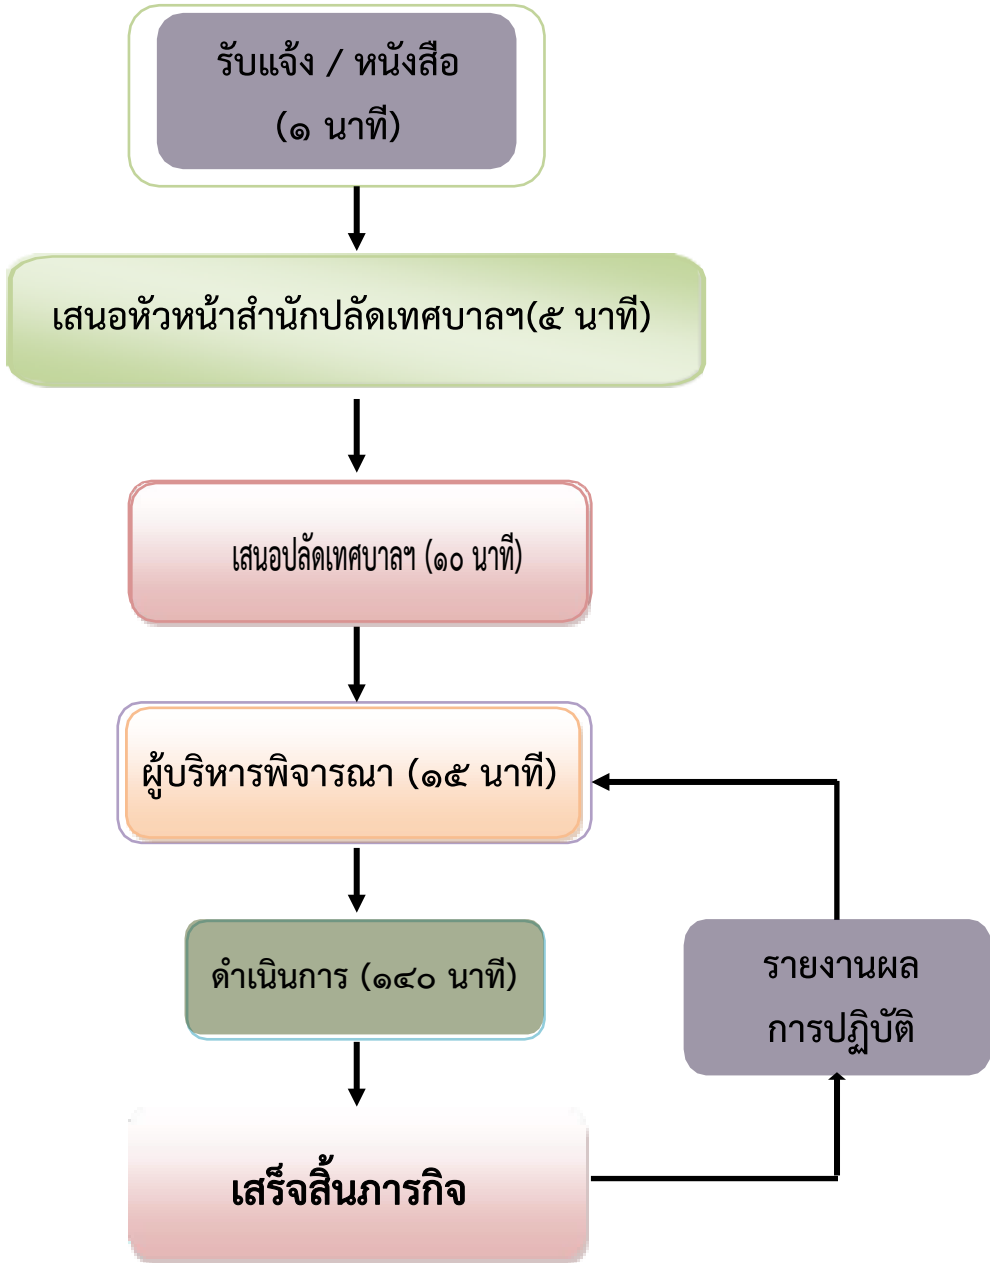 รับแจ้ง / หนังสือ
(๑ นาที)
เสนอหัวหน้าสำนักปลัดเทศบาลฯ(๕ นาที)
เสนอปลัดเทศบาลฯ (๑๐ นาที)
ผู้บริหารพิจารณา (๑๕ นาที)
ดำเนินการ (๑๔๐ นาที)
รายงานผล
การปฏิบัติ
เสร็จสิ้นภารกิจ